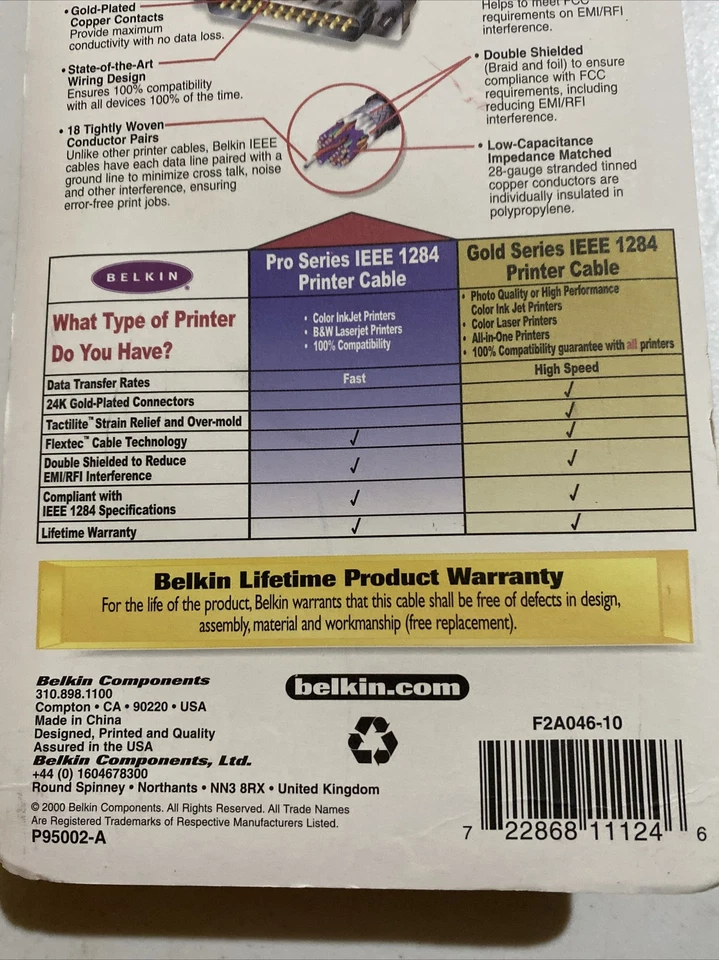 • Gold-Plated
Copper Contacts
Provide maximum
conductivity with no data loss.
• State-of-the-Art
Wiring Design
Ensures 100% compatibility
with all devices 100% of the time.
• 18 Tightly Woven
Conductor Pairs
Unlike other printer cables, Belkin IEEE
cables have each data line paired with a
ground line to minimize cross talk, noise
and other interference, ensuring
error-free print jobs.
Helps to meet FCC
requirements on EMI/RFI
interference.
• Double Shielded
(Braid and foil) to ensure
compliance with FCC
requirements, including
reducing EMI/RFI
interference.
• Low-Capacitance
Impedance Matched
28-gauge stranded tinned
copper conductors are
individually insulated in
polypropylene.
BELKIN®
Pro Series IEEE 1284
Printer Cable
Gold Series IEEE 1284
Printer Cable
What Type of Printer
Do You Have?
• Color InkJet Printers
• B&W Laserjet Printers
• 100% Compatibility
• Photo Quality or High Performance
Color Ink Jet Printers
• Color Laser Printers
• All-in-One Printers
• 100% Compatibility guarantee with all printers
Data Transfer Rates Fast High Speed
24K Gold-Plated Connectors ✓
Tactilite™ Strain Relief and Over-mold ✓
Flextec™ Cable Technology ✓ ✓
Double Shielded to Reduce
EMI/RFI Interference ✓ ✓
Compliant with
IEEE 1284 Specifications ✓ ✓
Lifetime Warranty ✓ ✓
Belkin Lifetime Product Warranty
For the life of the product, Belkin warrants that this cable shall be free of defects in design,
assembly, material and workmanship (free replacement).
Belkin Components
310.898.1100
Compton • CA • 90220 • USA
Made in China
Designed, Printed and Quality
Assured in the USA
Belkin Components, Ltd.
+44 (0) 1604678300
Round Spinney • Northants • NN3 8RX • United Kingdom
© 2000 Belkin Components. All Rights Reserved. All Trade Names
Are Registered Trademarks of Respective Manufacturers Listed.
P95002-A
belkin.com
F2A046-10
7 22868 11124 6